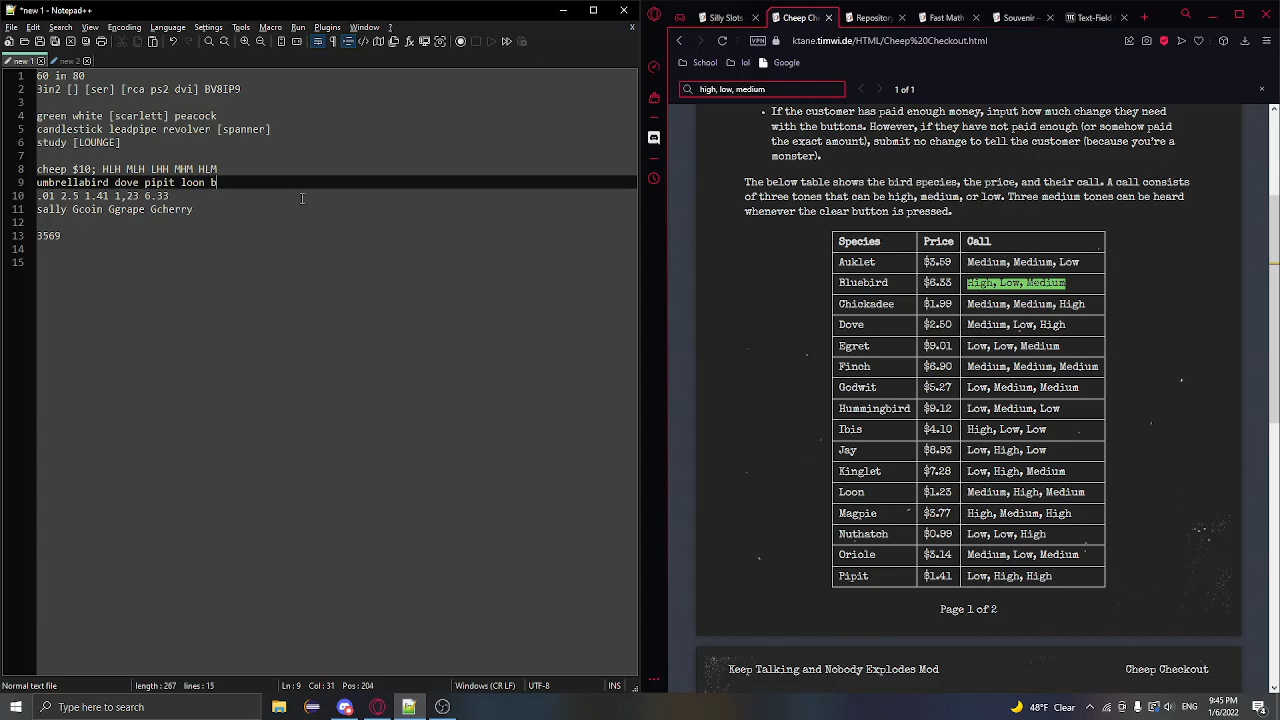 *new 1 - Notepad++
File Edit Search View Encoding Language Settings Tools Macro Run Plugins Window ?
new 1 new 2
1 60 in 80
2 3in2 [] [ser] [rca ps2 dvi] BV8IP9
3
4 green white [scarlett] peacock
5 candlestick leadpipe revolver [spanner]
6 study [LOUNGE]
7
8 cheep $10; HLH MLH LHH MHM HLM
9 umbrellabird dove pipit loon b
10 .01 2.5 1.41 1,23 6.33
11 sally Gcoin Ggrape Gcherry
12
13 3569
14
15
Normal text file length: 267 lines: 15 Ln: 9 Col: 31 Pos: 204 Windows (CR LF) UTF-8 INS
Silly Slots Cheep Che Repository Fast Math Souvenir — Text-Field
VPN ktane.timwi.de/HTML/Cheep%20Checkout.html
School lol Google
high, low, medium 1 of 1
• If the customer has paid enough money, input how much change they need
with the buttons. However, if they have not paid enough (or somehow paid
the exact amount), submit no change to tell the customer (because you're a
monster).
The below table shows the bird species, the price, and their call. A call consists
of three tones that can be high, medium, or low. Three medium tones can be heard
whenever the clear button is pressed.
Species Price Call
Auklet $3.59 Medium, Medium, Low
Bluebird $6.33 High, Low, Medium
Chickadee $1.99 Medium, Medium, High
Dove $2.50 Medium, Low, High
Egret $9.01 Low, Low, Medium
Finch $6.90 Medium, Medium, Medium
Godwit $5.27 Low, Medium, Medium
Hummingbird $9.12 Low, Medium, Low
Ibis $4.10 High, Low, Low
Jay $8.93 Low, High, Low
Kinglet $7.28 Low, High, Medium
Loon $1.23 Medium, High, Medium
Magpie $3.77 High, Medium, High
Nuthatch $0.99 Low, Low, High
Oriole $3.14 Medium, Low, Medium
Pipit $1.41 Low, High, High
Page 1 of 2
Keep Talking and Nobody Explodes Mod Cheep Checkout
Type here to search
48°F Clear
9:45 PM
1/6/2022